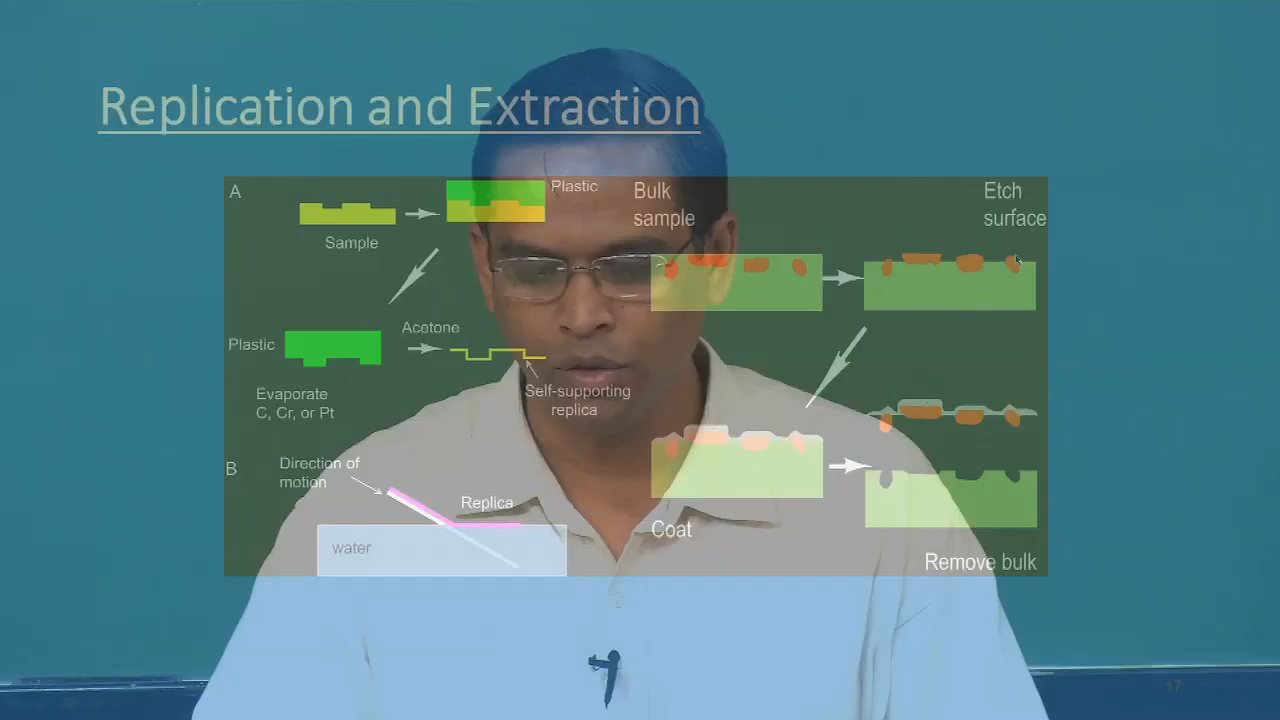 Replication and Extraction
A
Sample
Plastic
Plastic
Acetone
Evaporate
C, Cr, or Pt
Self-supporting
replica
B
Direction of
motion
Replica
water
Bulk
sample
Etch
surface
Coat
Remove bulk
17